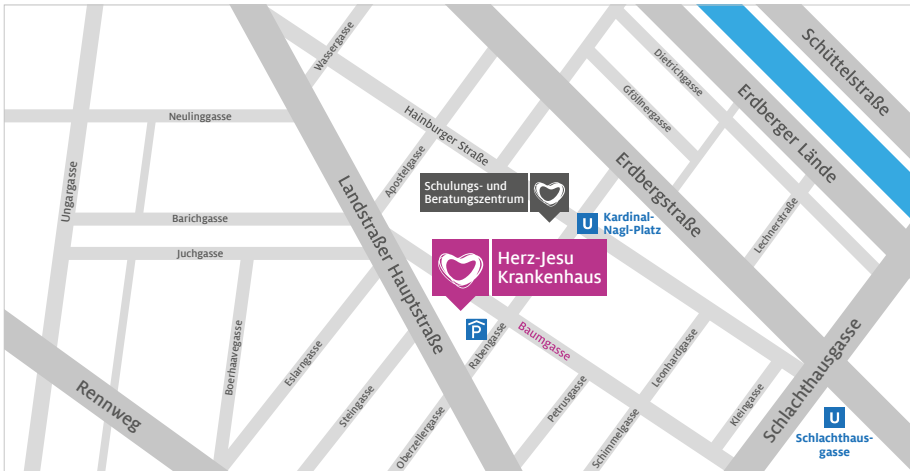 Wassergasse
Schüttelstraße
Dietrichgasse
Erdberger Lände
Gföllnergasse
Neulinggasse
Hainburger Straße
Apostelgasse
Ungargasse
Landstraßer Hauptstraße
Erdbergstraße
Schulungs- und
Beratungszentrum
Barichgasse
U Kardinal-
Nagl-Platz
Lechnerstraße
Juchgasse
Herz-Jesu
Krankenhaus
P
Rabengasse
Baumgasse
Boerhaavegasse
Eslarngasse
Leonhardgasse
Schlachthausgasse
Rennweg
Steingasse
Oberzellergasse
Petrusgasse
Schimmelgasse
Kleingasse
U
Schlachthaus-
gasse